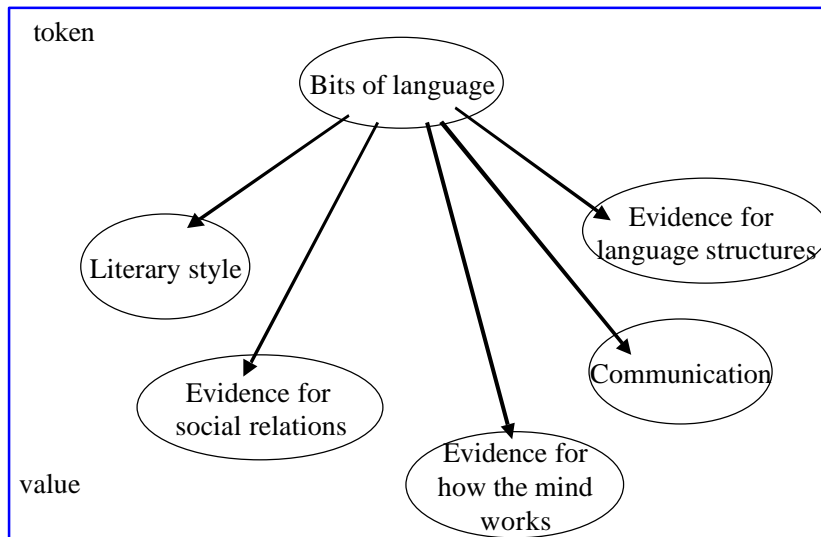 token
Bits of language
Evidence for
language structures
Literary style
Communication
Evidence for
social relations
Evidence for
how the mind
works
value